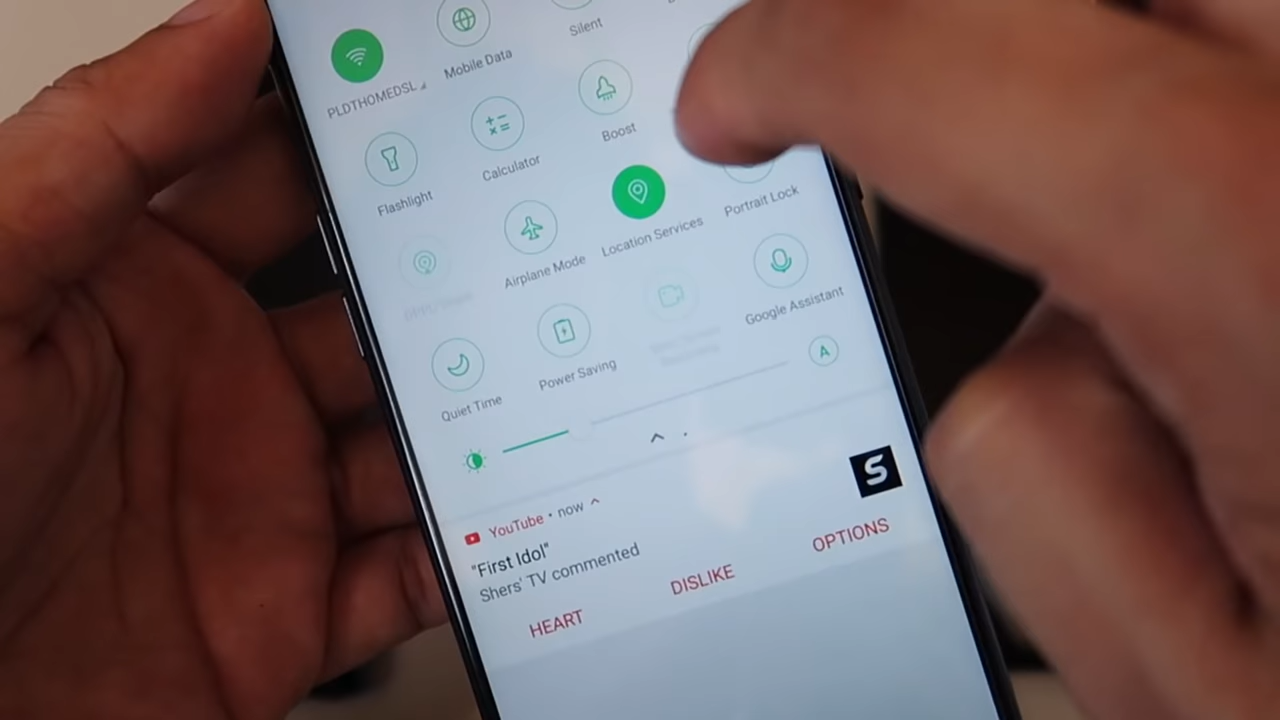 Silent
Mobile Data
PLDTHOMEDSL
Boost
Calculator
Flashlight
Portrait Lock
Location Services
Airplane Mode
Google Assistant
Power Saving
Quiet Time
A
S
YouTube • now
"First Idol"
Shers' TV commented
HEART
DISLIKE
OPTIONS